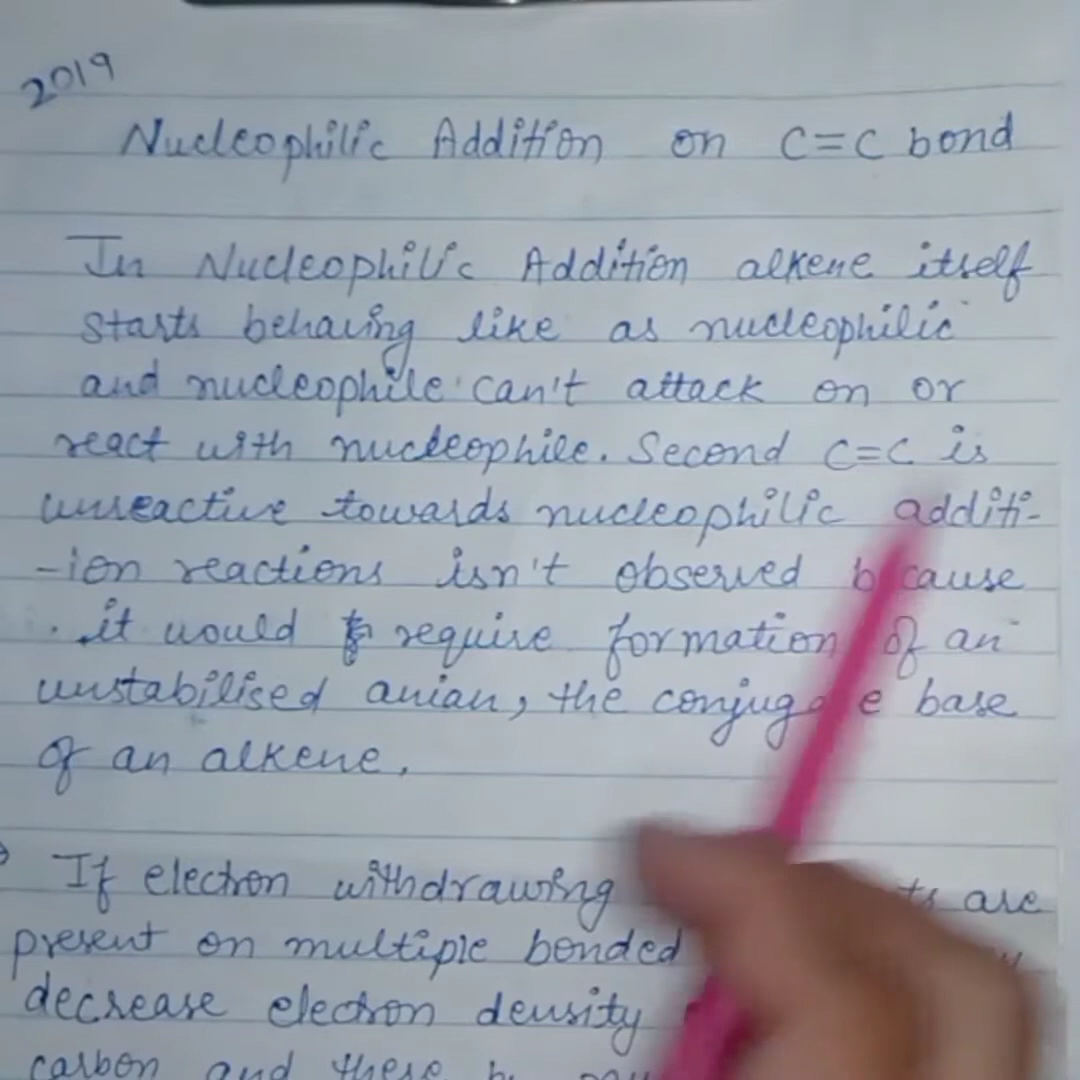 2019
Nucleophilic Addition on C=C bond
In Nucleophilic Addition alkene itself
starts behaving like as nucleophilic
and nucleophile can't attack on or
react with nucleophile. Second C=C is
unreactive towards nucleophilic additi-
-ion reactions isn't observed because
it would require formation of an
unstabilised anian, the conjugate base
of an alkene.
If electron withdrawing are
present on multiple bonded
decrease electron density
carbon and these